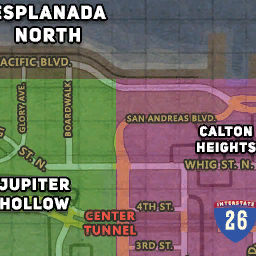 ESPLANADA
NORTH
PACIFIC BLVD.
GLORY AVE.
BOARDWALK
SAN ANDREAS BLVD.
CALTON
HEIGHTS
WHIG ST. N.
ST. N.
JUPITER
HOLLOW
CENTER
TUNNEL
4TH ST.
3RD ST.
INTERSTATE
26